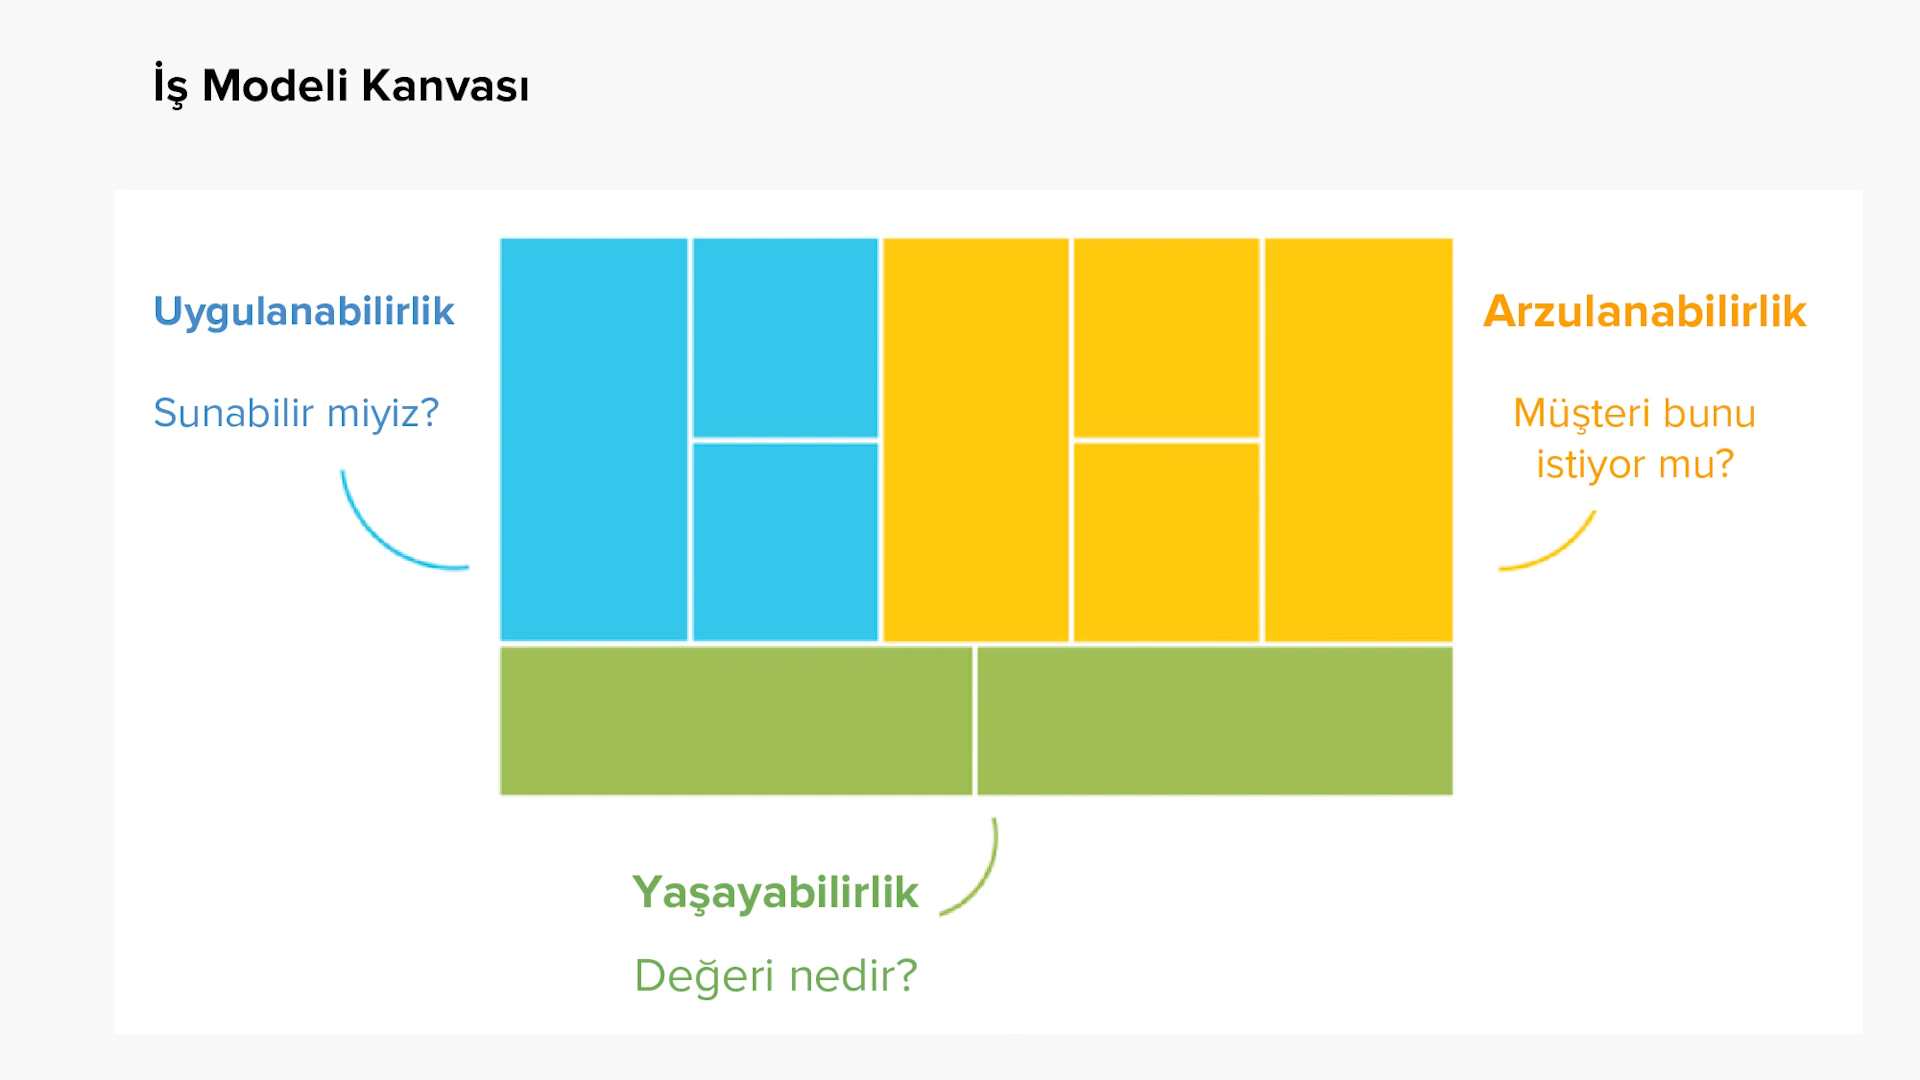 İş Modeli Kanvası
Uygulanabilirlik
Sunabilir miyiz?
Arzulanabilirlik
Müşteri bunu
istiyor mu?
Yaşayabilirlik
Değeri nedir?